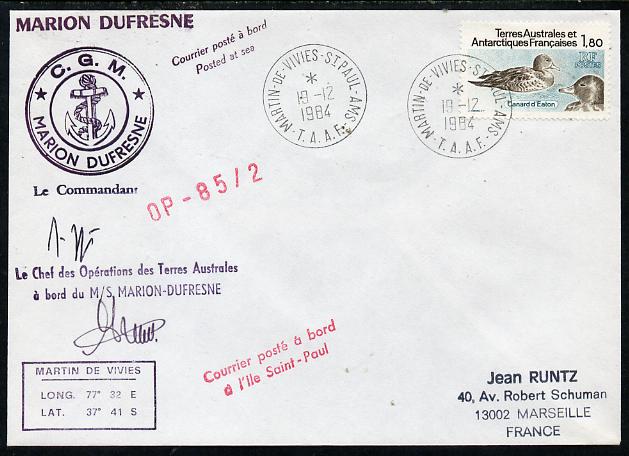 MARION DUFRESNE
Courrier posté à bord
Posted at sea
C. G. M.
MARION DUFRESNE
Le Commandant
MARTIN-DE-VIVIES-ST.PAUL-AMS
19-12
1984
T.A.A.F.
MARTIN-DE-VIVIES-ST.PAUL-AMS
19-12
1984
T.A.A.F.
Terres Australes et
Antarctiques Françaises 1,80
RF
POSTES
Canard d'Eaton
OP-85/2
Le Chef des Opérations des Terres Australes
à bord du M/S MARION-DUFRESNE
Courrier posté à bord
à l'Ile Saint-Paul
MARTIN DE VIVIES
LONG. 77° 32 E
LAT. 37° 41 S
Jean RUNTZ
40, Av. Robert Schuman
13002 MARSEILLE
FRANCE